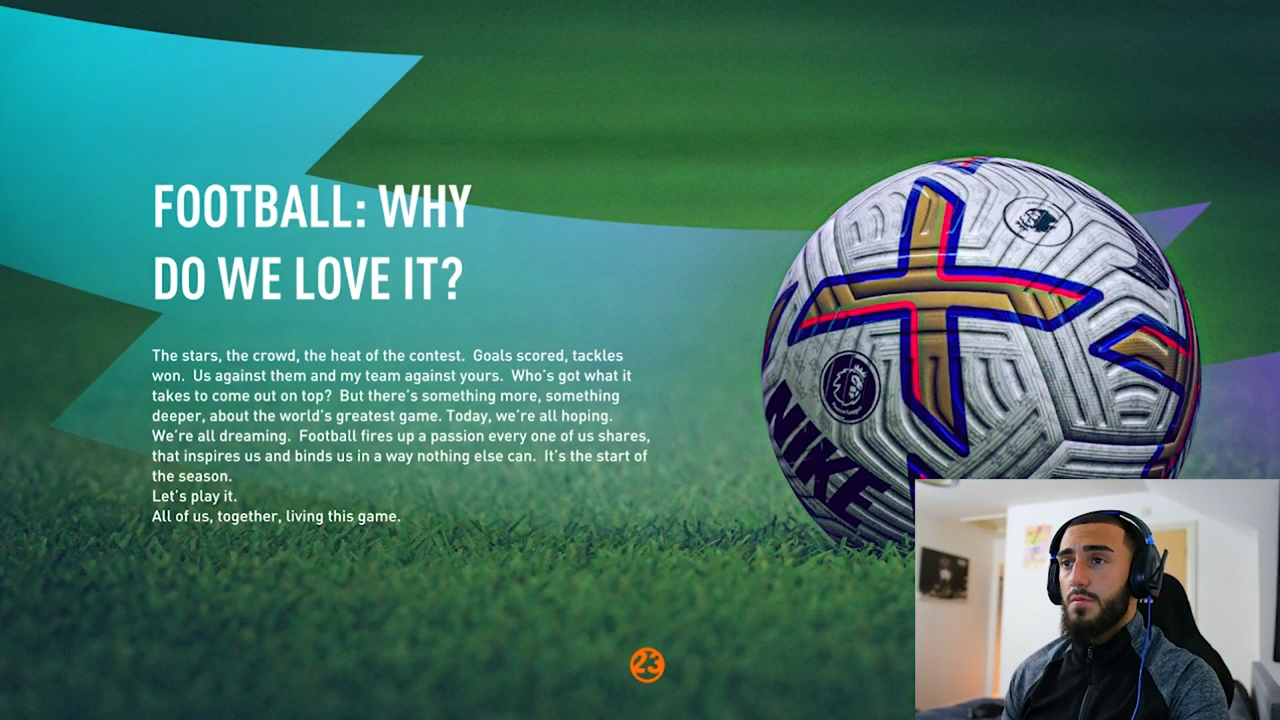 FOOTBALL: WHY
DO WE LOVE IT?
The stars, the crowd, the heat of the contest.  Goals scored, tackles
won.  Us against them and my team against yours.  Who's got what it
takes to come out on top?  But there's something more, something
deeper, about the world's greatest game. Today, we're all hoping.
We're all dreaming.  Football fires up a passion every one of us shares,
that inspires us and binds us in a way nothing else can.  It's the start of
the season.
Let's play it.
All of us, together, living this game.
NIKE
23